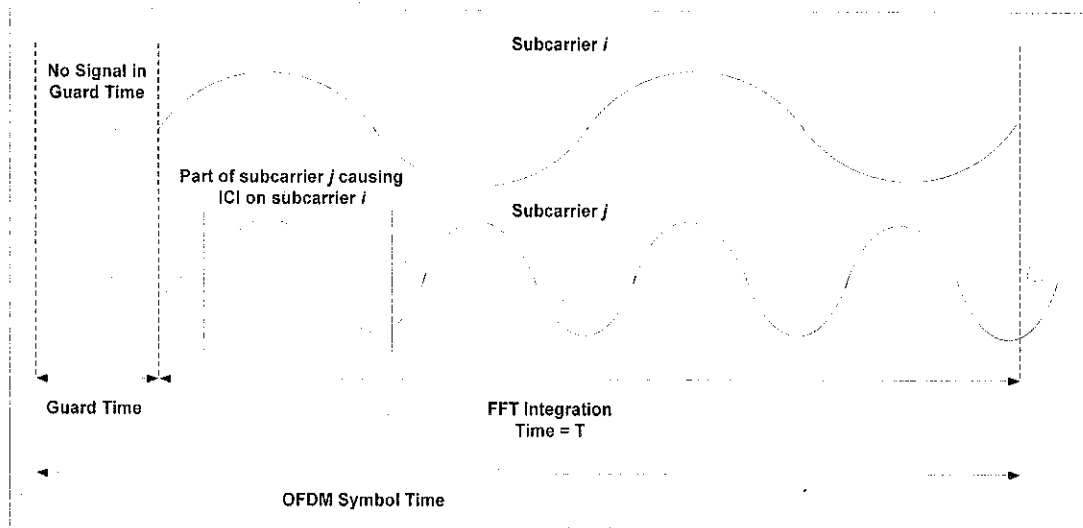 Subcarrier i
No Signal in
Guard Time
Part of subcarrier j causing
ICI on subcarrier i
Subcarrier j
Guard Time
FFT Integration
Time = T
OFDM Symbol Time